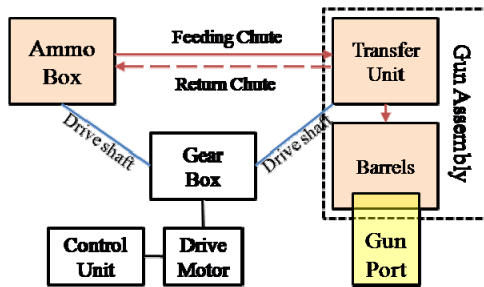 Ammo
Box
Feeding Chute
Return Chute
Transfer
Unit
Gun Assembly
Drive shaft
Drive shaft
Gear
Box
Barrels
Control
Unit
Drive
Motor
Gun
Port